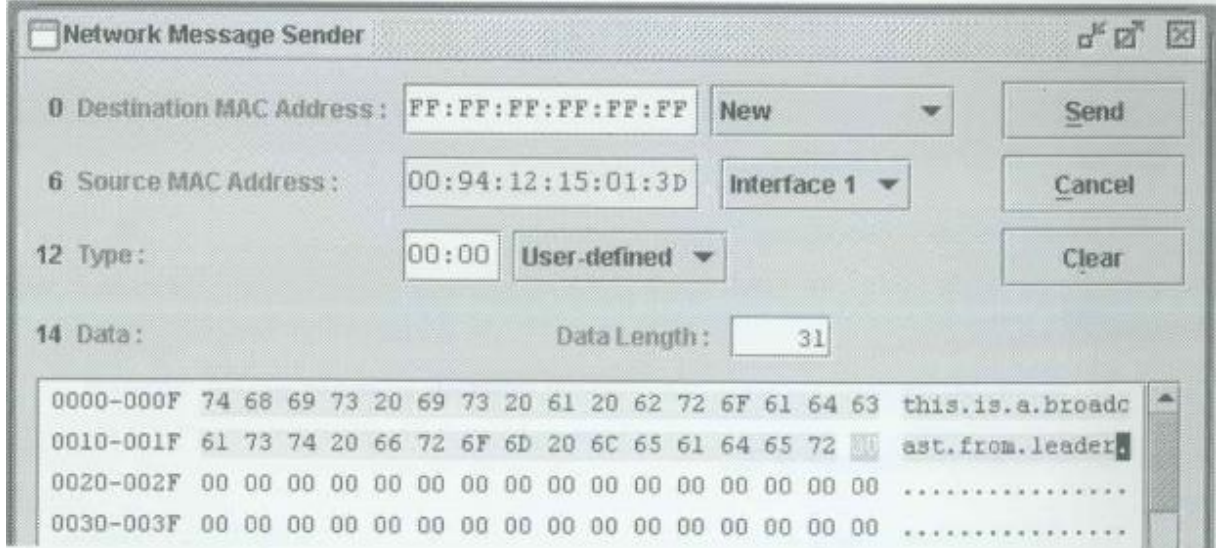 Network Message Sender
0 Destination MAC Address : FF:FF:FF:FF:FF:FF New Send
6 Source MAC Address : 00:94:12:15:01:3D Interface 1 Cancel
12 Type : 00:00 User-defined Clear
14 Data : Data Length : 31
0000-000F 74 68 69 73 20 69 73 20 61 20 62 72 6F 61 64 63 this.is.a.broadc
0010-001F 61 73 74 20 66 72 6F 6D 20 6C 65 61 64 65 72 00 ast.from.leader.
0020-002F 00 00 00 00 00 00 00 00 00 00 00 00 00 00 00 00 ................
0030-003F 00 00 00 00 00 00 00 00 00 00 00 00 00 00 00 00 ................